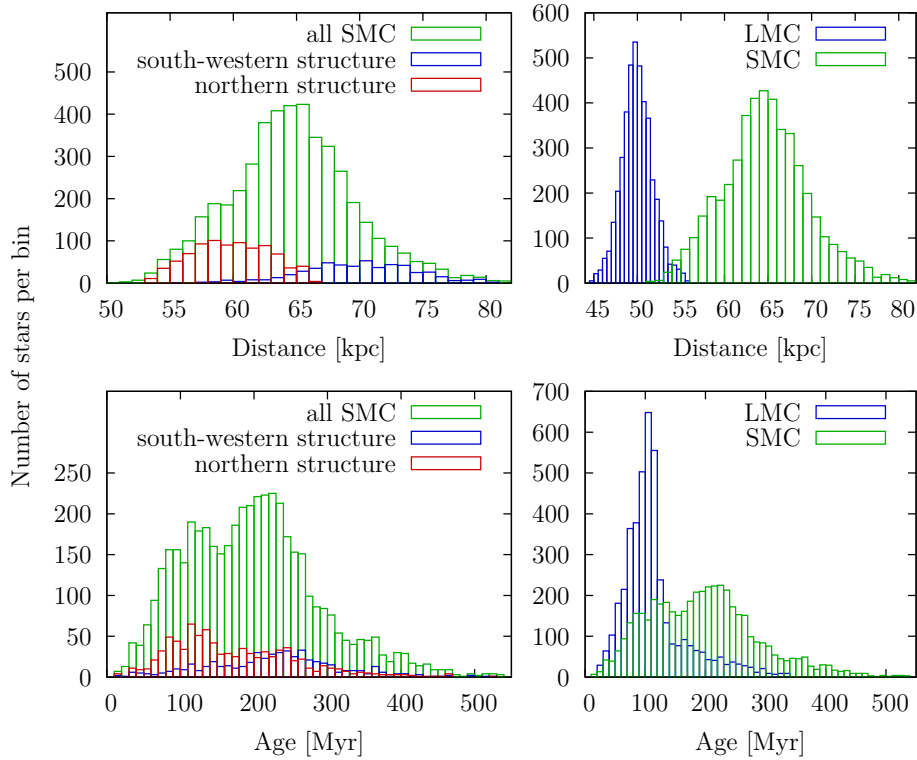 all SMC
south-western structure
northern structure
500
400
300
200
100
0
50 55 60 65 70 75 80
Distance [kpc]
LMC
SMC
600
500
400
300
200
100
0
45 50 55 60 65 70 75 80
Distance [kpc]
Number of stars per bin
all SMC
south-western structure
northern structure
250
200
150
100
50
0
0 100 200 300 400 500
Age [Myr]
LMC
SMC
700
600
500
400
300
200
100
0
0 100 200 300 400 500
Age [Myr]